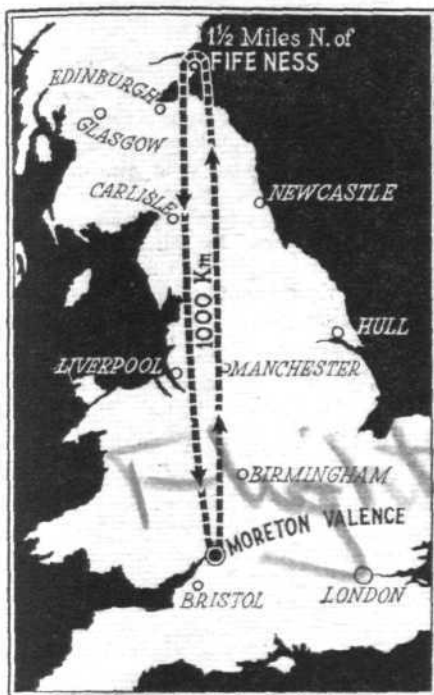 1½ Miles N. of
FIFE NESS
EDINBURGH
GLASGOW
CARLISLE
NEWCASTLE
1000 Km
HULL
LIVERPOOL
MANCHESTER
Flight
BIRMINGHAM
MORETON VALENCE
BRISTOL
LONDON